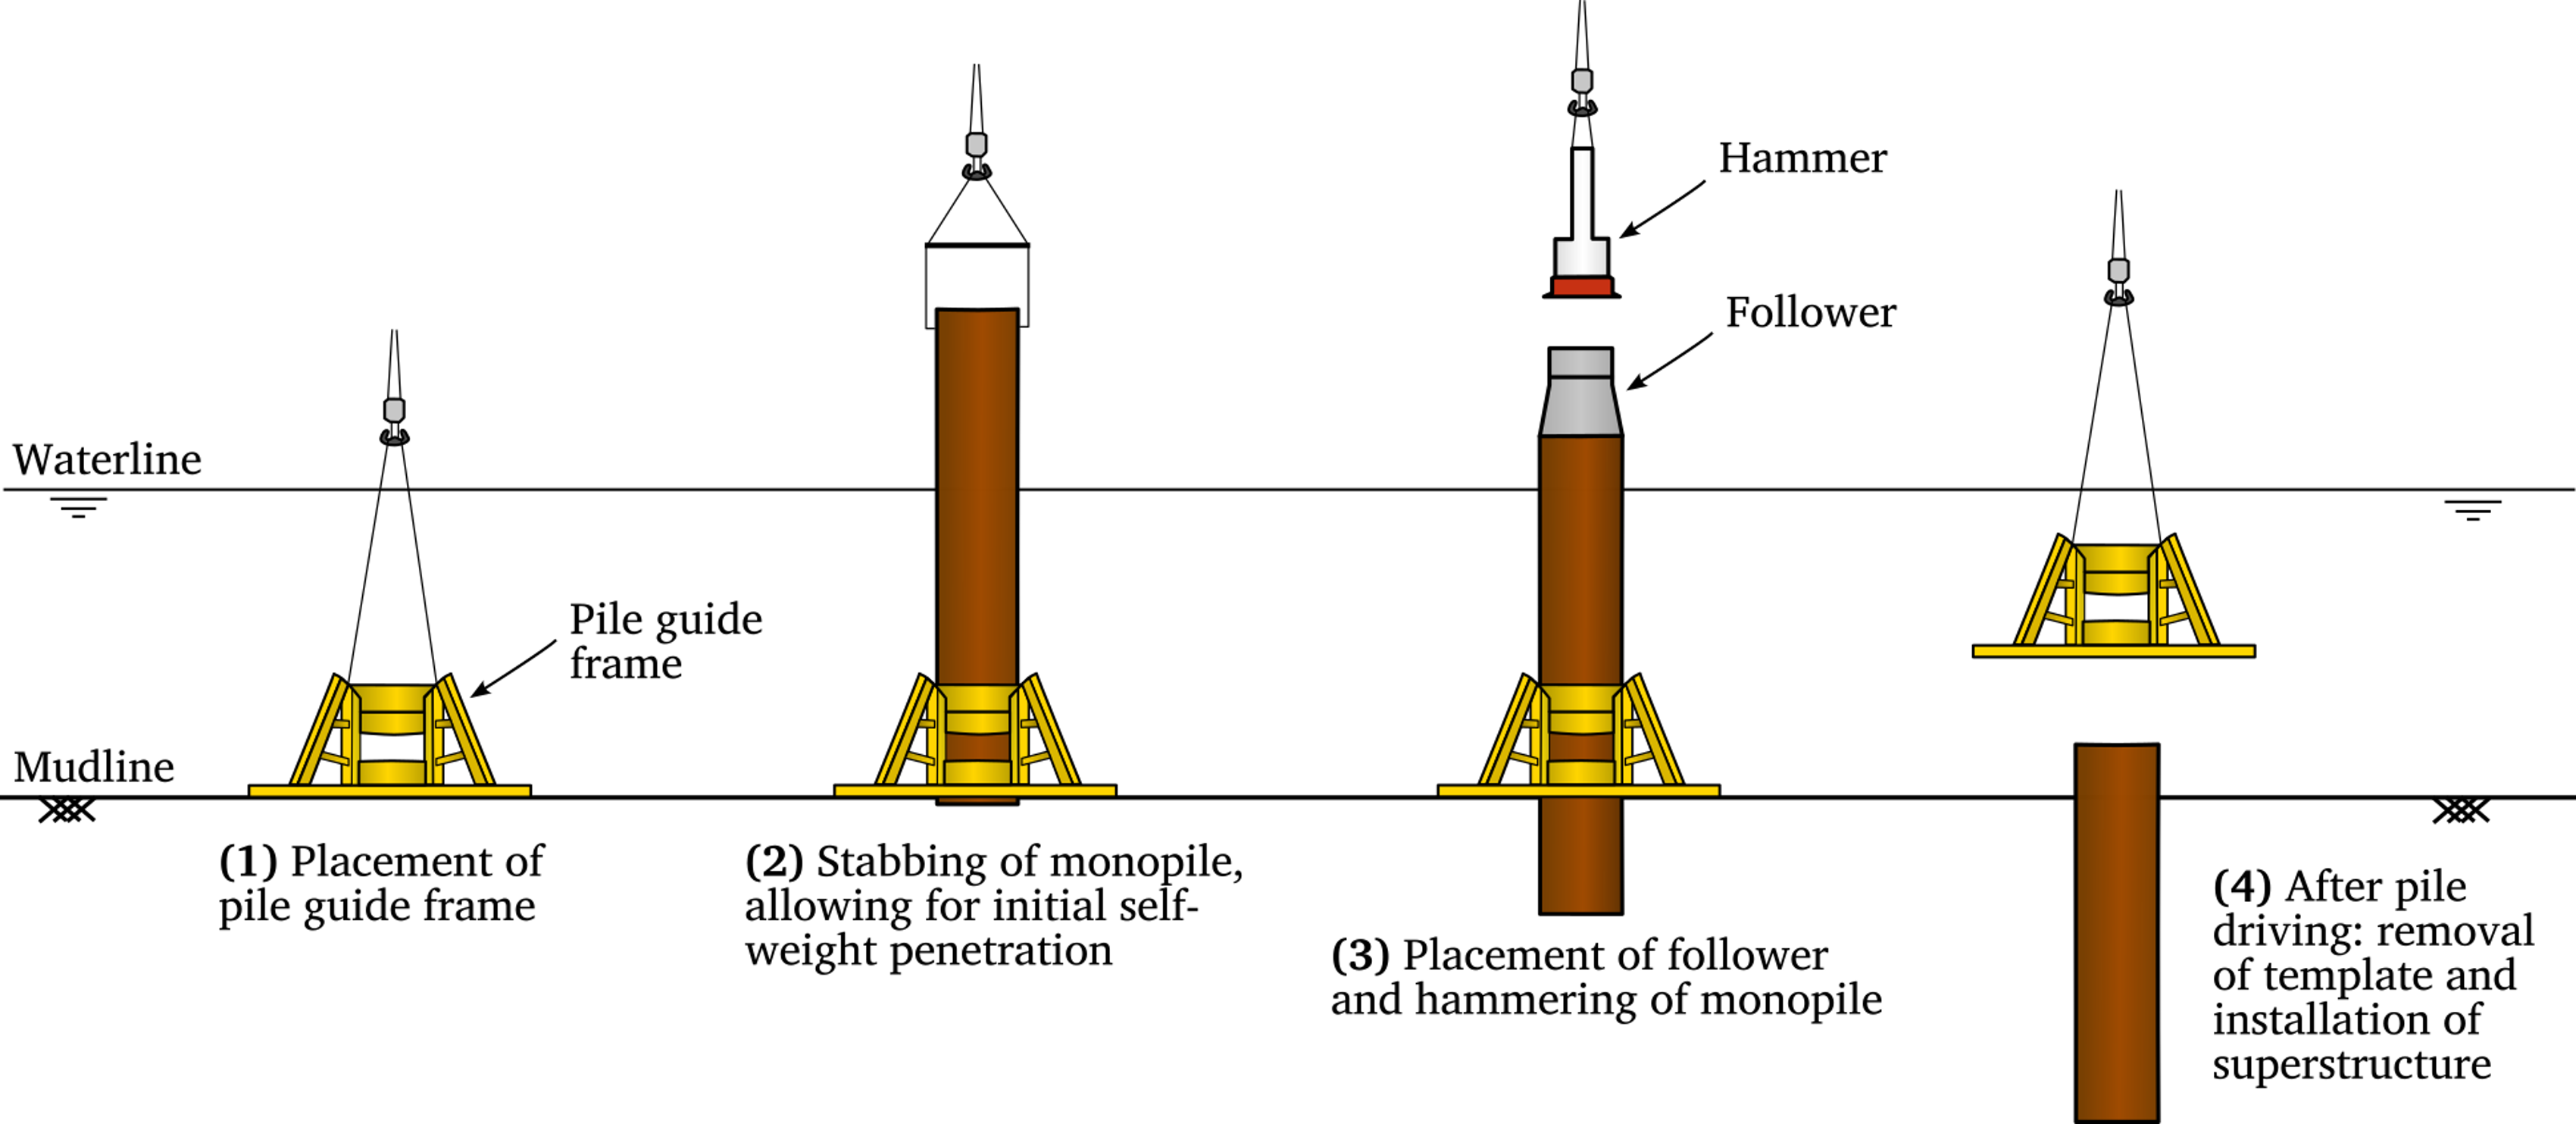 Hammer
Follower
Waterline
Pile guide
frame
Mudline
(1) Placement of
pile guide frame
(2) Stabbing of monopile,
allowing for initial self-
weight penetration
(3) Placement of follower
and hammering of monopile
(4) After pile
driving: removal
of template and
installation of
superstructure